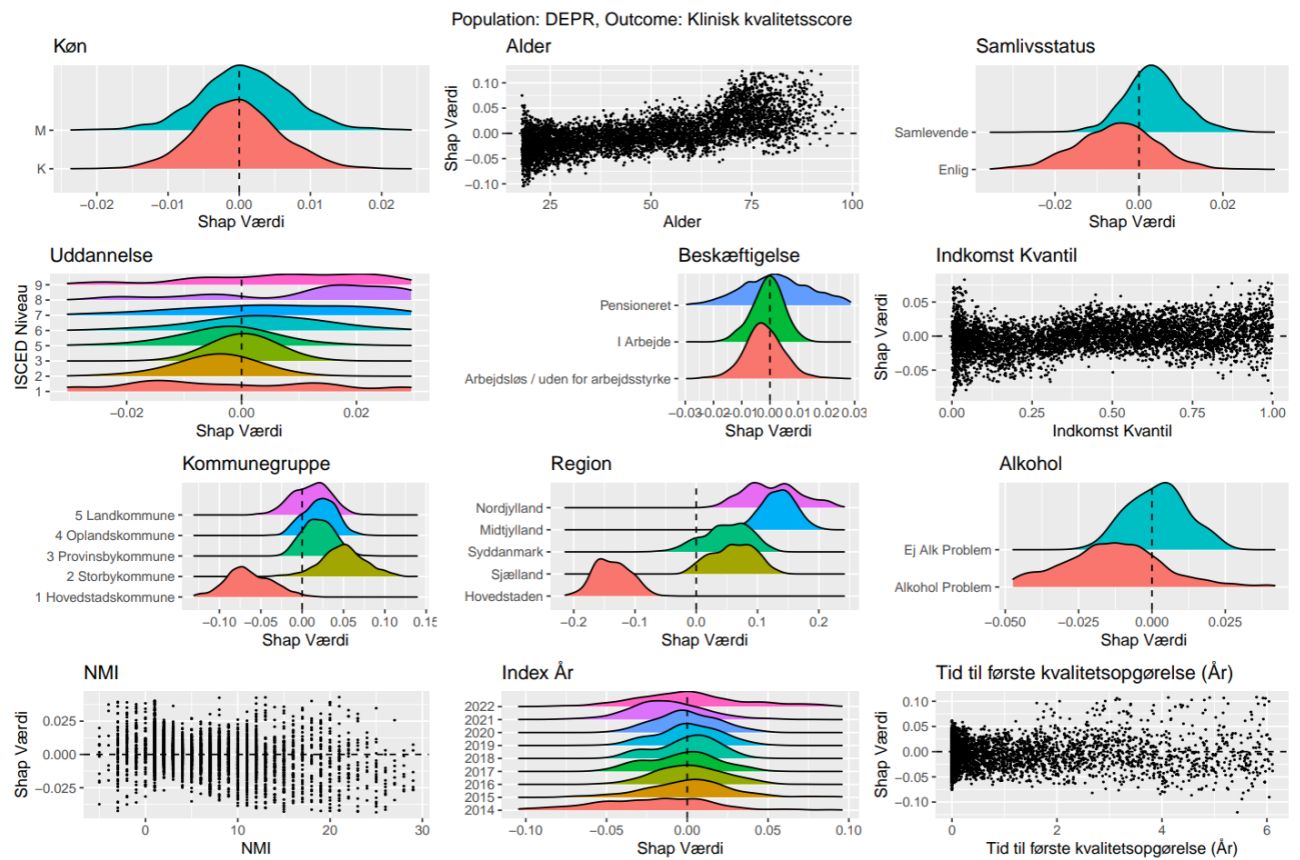 Population: DEPR, Outcome: Klinisk kvalitetsscore
Køn
M
K
−0.02 −0.01 0.00 0.01 0.02
Shap Værdi
Alder
Shap Værdi
0.10
0.05
0.00
−0.05
−0.10
25 50 75 100
Alder
Samlivsstatus
Samlevende
Enlig
−0.02 0.00 0.02
Shap Værdi
Uddannelse
ISCED Niveau
9
8
7
6
5
3
2
1
−0.02 0.00 0.02
Shap Værdi
Beskæftigelse
Pensioneret
I Arbejde
Arbejdsløs / uden for arbejdsstyrke
−0.03−0.02−0.01 0.00 0.01 0.02 0.03
Shap Værdi
Indkomst Kvantil
Shap Værdi
0.05
0.00
−0.05
0.00 0.25 0.50 0.75 1.00
Indkomst Kvantil
Kommunegruppe
5 Landkommune
4 Oplandskommune
3 Provinsbykommune
2 Storbykommune
1 Hovedstadskommune
−0.10 −0.05 0.00 0.05 0.10 0.15
Shap Værdi
Region
Nordjylland
Midtjylland
Syddanmark
Sjælland
Hovedstaden
−0.2 −0.1 0.0 0.1 0.2
Shap Værdi
Alkohol
Ej Alk Problem
Alkohol Problem
−0.050 −0.025 0.000 0.025
Shap Værdi
NMI
Shap Værdi
0.025
0.000
−0.025
0 10 20 30
NMI
Index År
2022
2021
2020
2019
2018
2017
2016
2015
2014
−0.10 −0.05 0.00 0.05 0.10
Shap Værdi
Tid til første kvalitetsopgørelse (År)
Shap Værdi
0.10
0.05
0.00
−0.05
−0.10
0 2 4 6
Tid til første kvalitetsopgørelse (År)